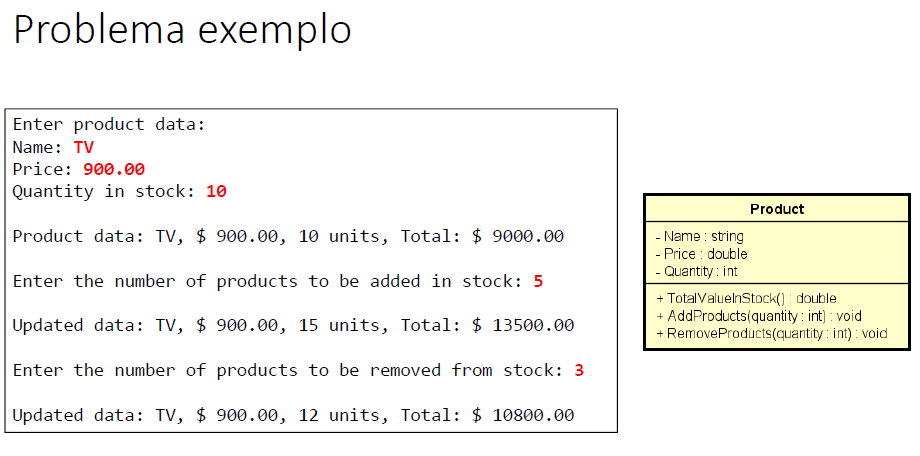 Problema exemplo
Enter product data:
Name: TV
Price: 900.00
Quantity in stock: 10
Product data: TV, $ 900.00, 10 units, Total: $ 9000.00
Enter the number of products to be added in stock: 5
Updated data: TV, $ 900.00, 15 units, Total: $ 13500.00
Enter the number of products to be removed from stock: 3
Updated data: TV, $ 900.00, 12 units, Total: $ 10800.00
Product
- Name : string
- Price : double
- Quantity : int
+ TotalValueInStock() : double
+ AddProducts(quantity : int) : void
+ RemoveProducts(quantity : int) : void